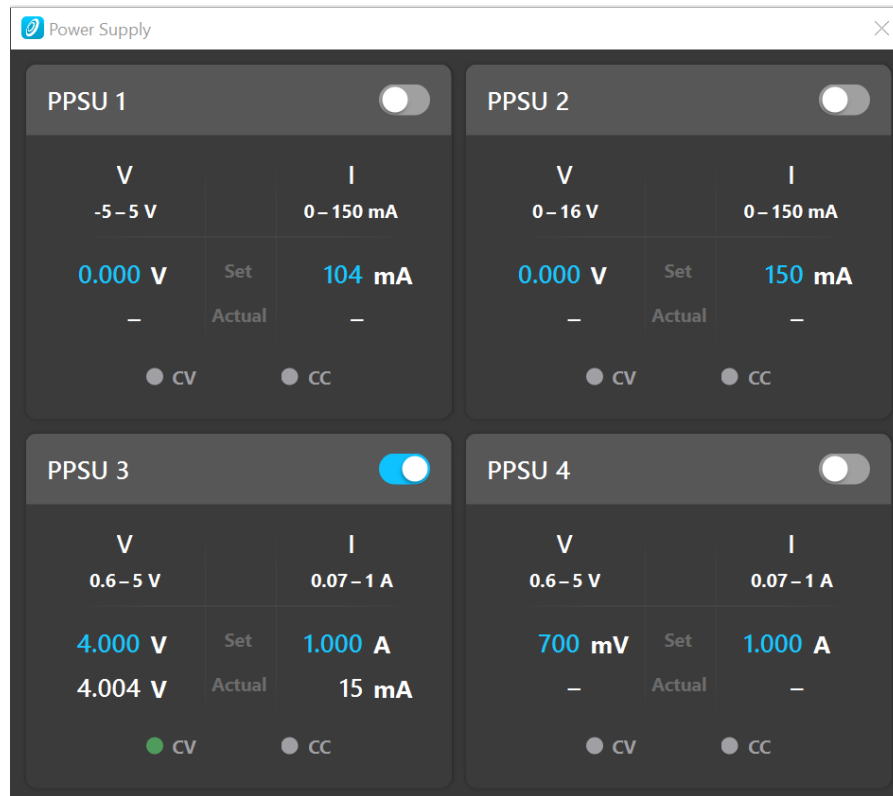 Power Supply
PPSU 1
V I
-5 – 5 V 0 – 150 mA
0.000 V Set 104 mA
– Actual –
CV CC
PPSU 2
V I
0 – 16 V 0 – 150 mA
0.000 V Set 150 mA
– Actual –
CV CC
PPSU 3
V I
0.6 – 5 V 0.07 – 1 A
4.000 V Set 1.000 A
4.004 V Actual 15 mA
CV CC
PPSU 4
V I
0.6 – 5 V 0.07 – 1 A
700 mV Set 1.000 A
– Actual –
CV CC